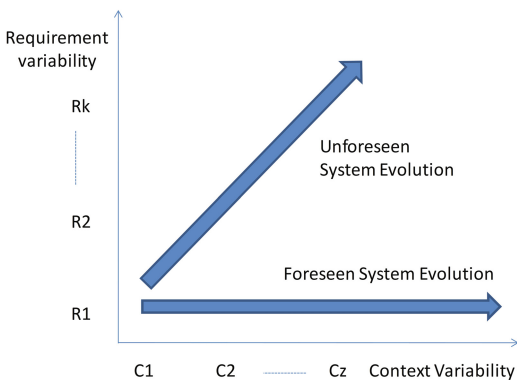 Requirement
variability
Rk
Unforeseen
System Evolution
R2
Foreseen System Evolution
R1
C1 C2 Cz Context Variability